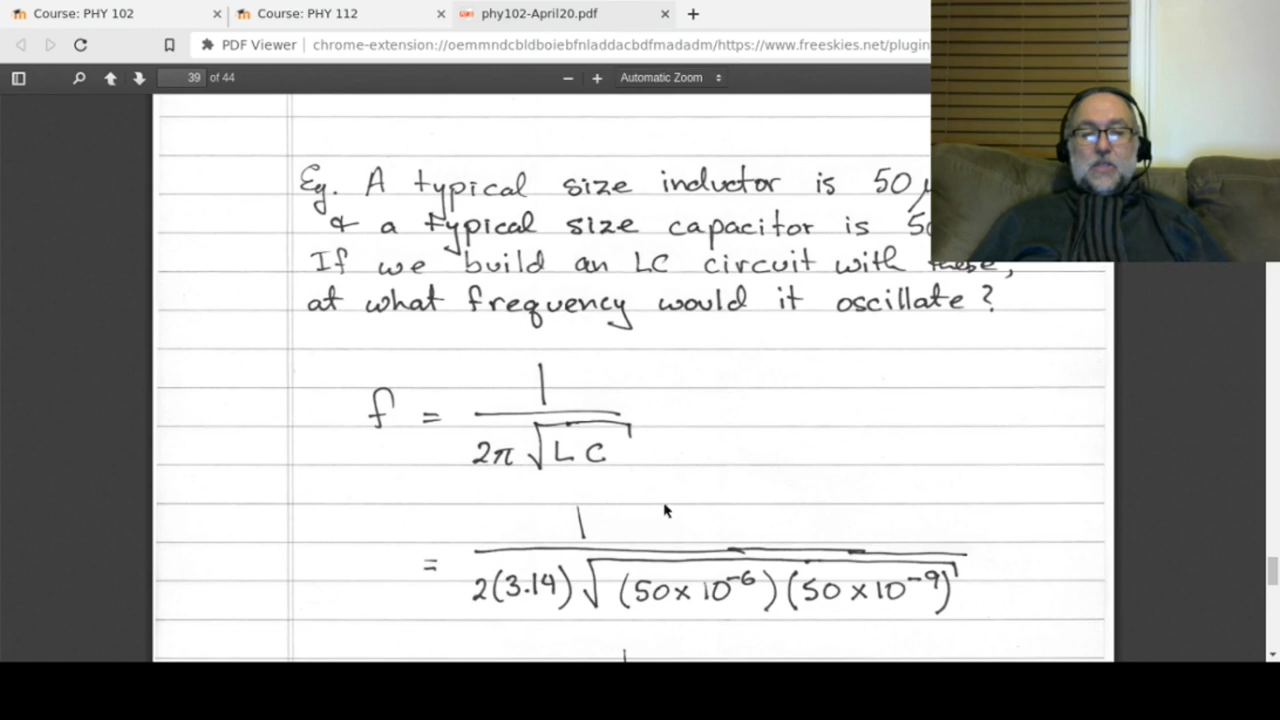 Course: PHY 102
Course: PHY 112
phy102-April20.pdf
PDF Viewer
chrome-extension://oemmndcbldboiebfnladdacbdfmadadm/https://www.freeskies.net/plugin
39 of 44
Automatic Zoom
Eg. A typical size inductor is 50 μ
& a typical size capacitor is 50
If we build an LC circuit with these,
at what frequency would it oscillate?
f = 1 / 2π √LC
= 1 / 2(3.14) √(50×10⁻⁶)(50×10⁻⁹)